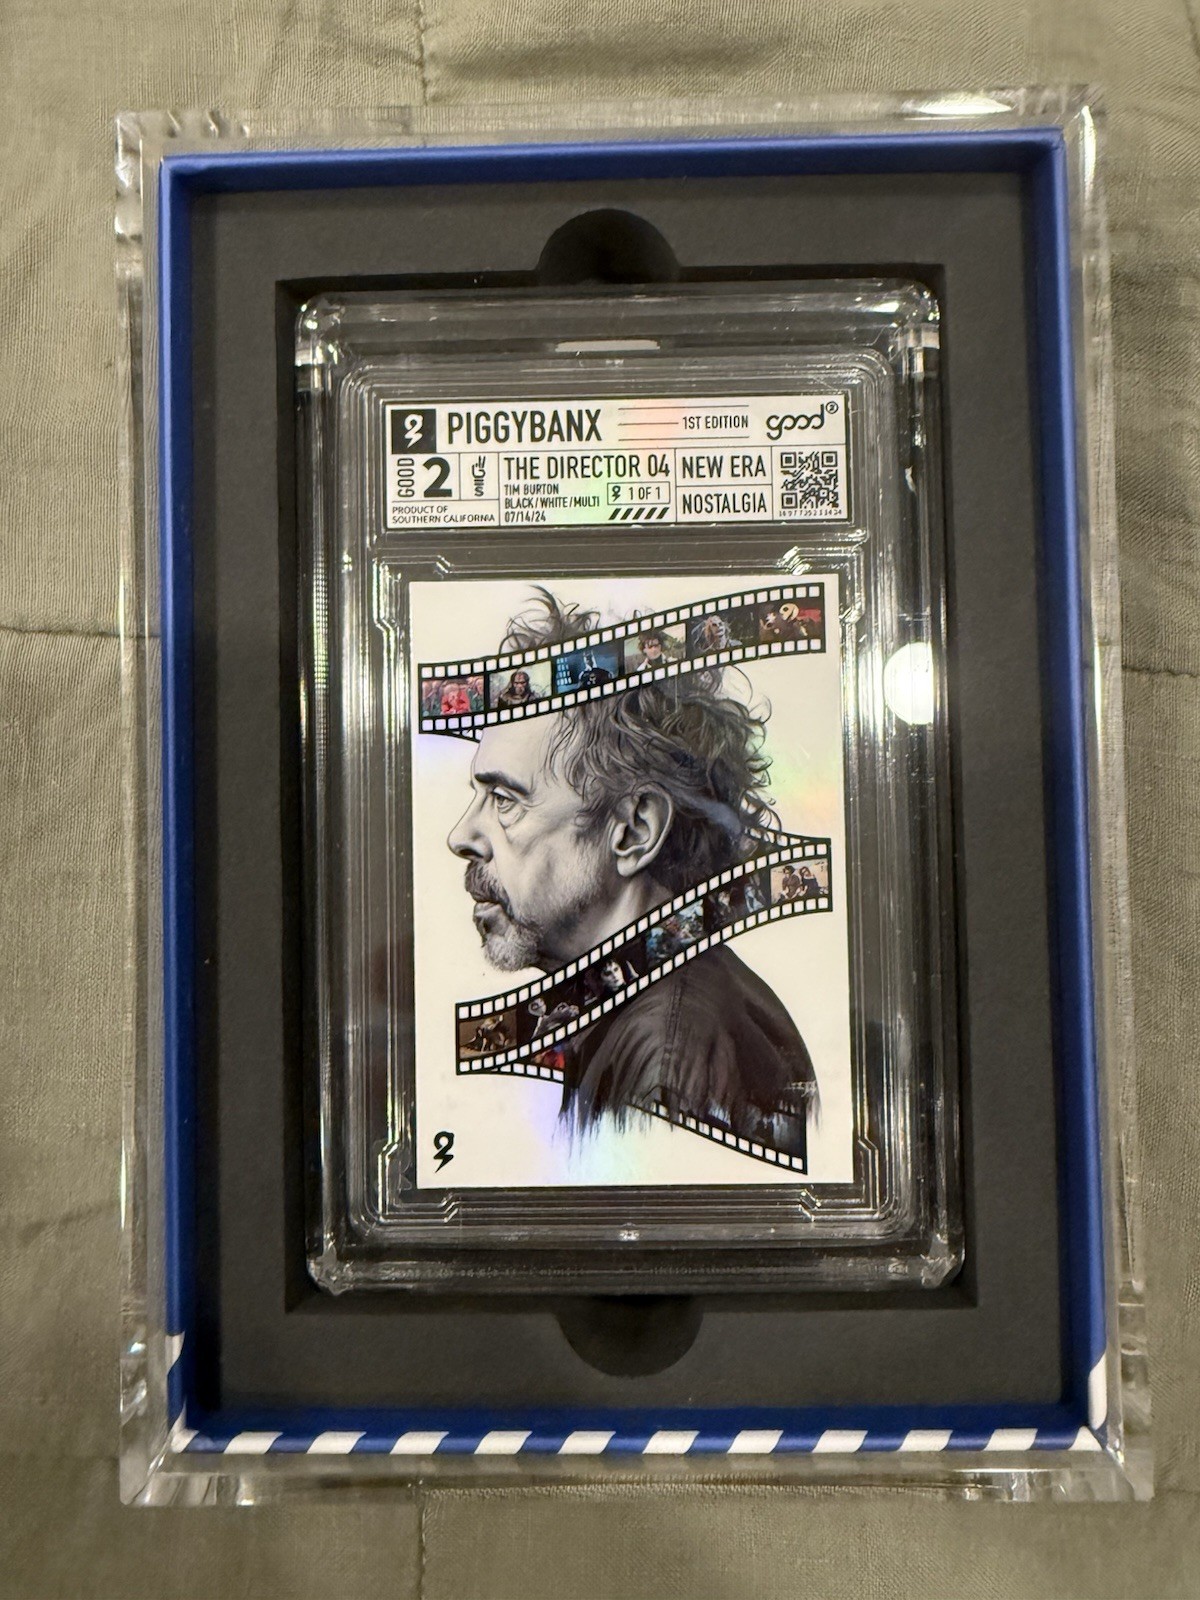 PIGGYBANX
1ST EDITION
good 2
GOOD 2
THE DIRECTOR 04
NEW ERA
TIM BURTON
BLACK/WHITE/MULTI
1 OF 1
NOSTALGIA
PRODUCT OF
SOUTHERN CALIFORNIA
07/14/24